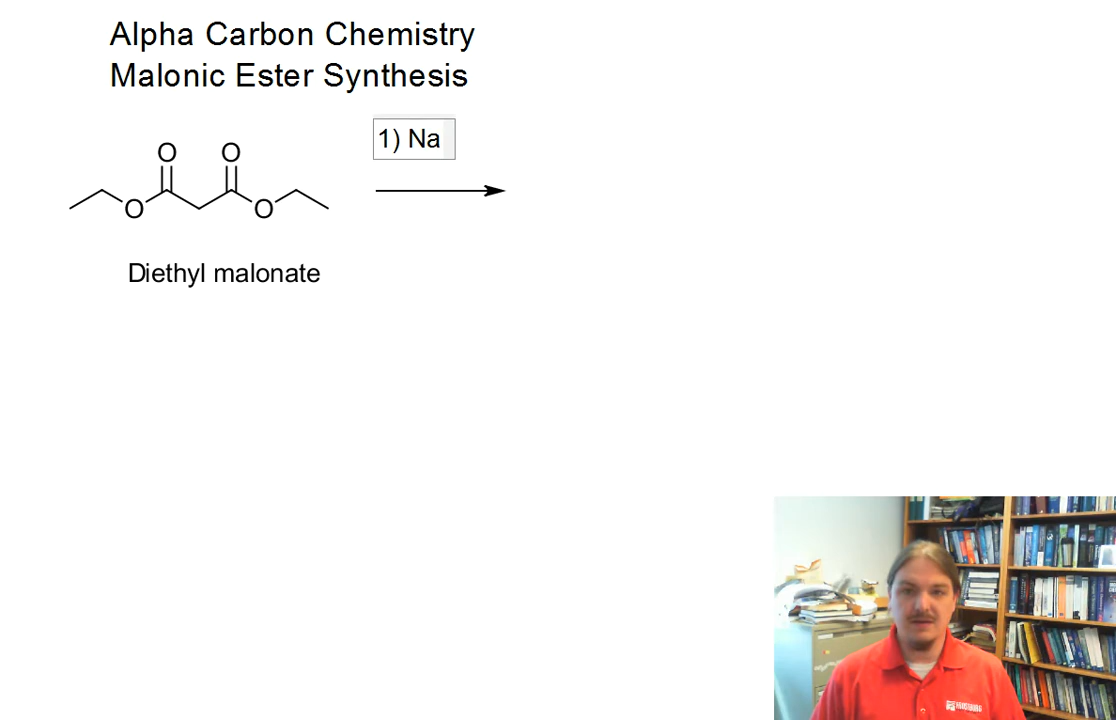 Alpha Carbon Chemistry
Malonic Ester Synthesis
1) Na
O O
O O
Diethyl malonate